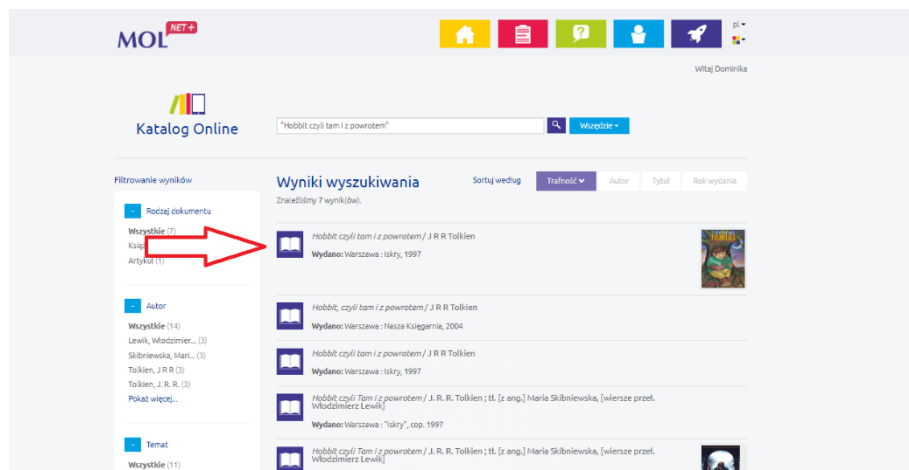 MOL NET+
pl
Witaj Dominika
Katalog Online
"Hobbit czyli tam i z powrotem"
Wszędzie
Filtrowanie wyników
Wyniki wyszukiwania
Sortuj według
Trafność
Autor
Tytuł
Rok wydania
Znaleźliśmy 7 wynik(ów).
Rodzaj dokumentu
Wszystkie (7)
Artykuł (1)
Hobbit czyli tam i z powrotem / J R R Tolkien
Wydano: Warszawa : Iskry, 1997
Autor
Wszystkie (14)
Lewik, Włodzimier... (3)
Skibniewska, Mari... (3)
Tolkien, J R R (3)
Tolkien, J. R. R. (3)
Pokaż więcej...
Hobbit, czyli tam i z powrotem / J R R Tolkien
Wydano: Warszawa : Nasza Księgarnia, 2004
Hobbit czyli tam i z powrotem / J R R Tolkien
Wydano: Warszawa : Iskry, 1997
Hobbit czyli Tam i z powrotem / J. R. R. Tolkien ; tł. [z ang.] Maria Skibniewska, [wiersze przeł.
Włodzimierz Lewik]
Wydano: Warszawa : "Iskry", cop. 1997
Temat
Wszystkie (11)
Hobbit czyli Tam i z powrotem / J. R. R. Tolkien ; tł. [z ang.] Maria Skibniewska, [wiersze przeł.
Włodzimierz Lewik]